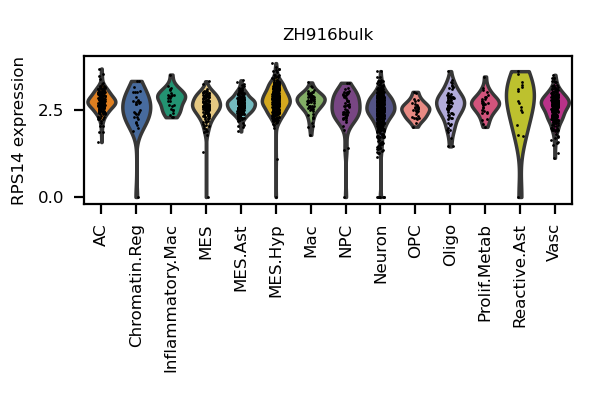 ZH916bulk
RPS14 expression
2.5
0.0
AC
Chromatin.Reg
Inflammatory.Mac
MES
MES.Ast
MES.Hyp
Mac
NPC
Neuron
OPC
Oligo
Prolif.Metab
Reactive.Ast
Vasc